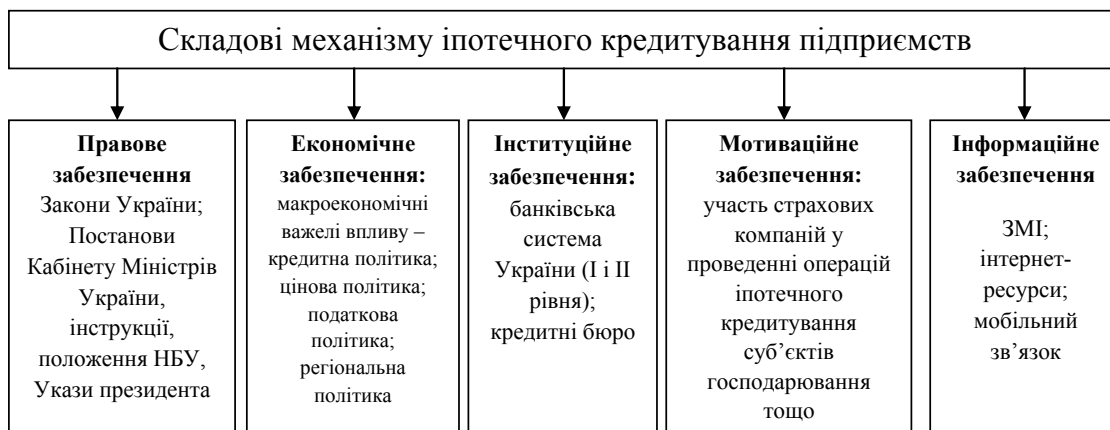 Складові механізму іпотечного кредитування підприємств
Правове
забезпечення
Закони України;
Постанови
Кабінету Міністрів
України,
інструкції,
положення НБУ,
Укази президента
Економічне
забезпечення:
макроекономічні
важелі впливу –
кредитна політика;
цінова політика;
податкова
політика;
регіональна
політика
Інституційне
забезпечення:
банківська
система
України (І і ІІ
рівня);
кредитні бюро
Мотиваційне
забезпечення:
участь страхових
компаній у
проведенні операцій
іпотечного
кредитування
суб’єктів
господарювання
тощо
Інформаційне
забезпечення
ЗМІ;
інтернет-
ресурси;
мобільний
зв’язок